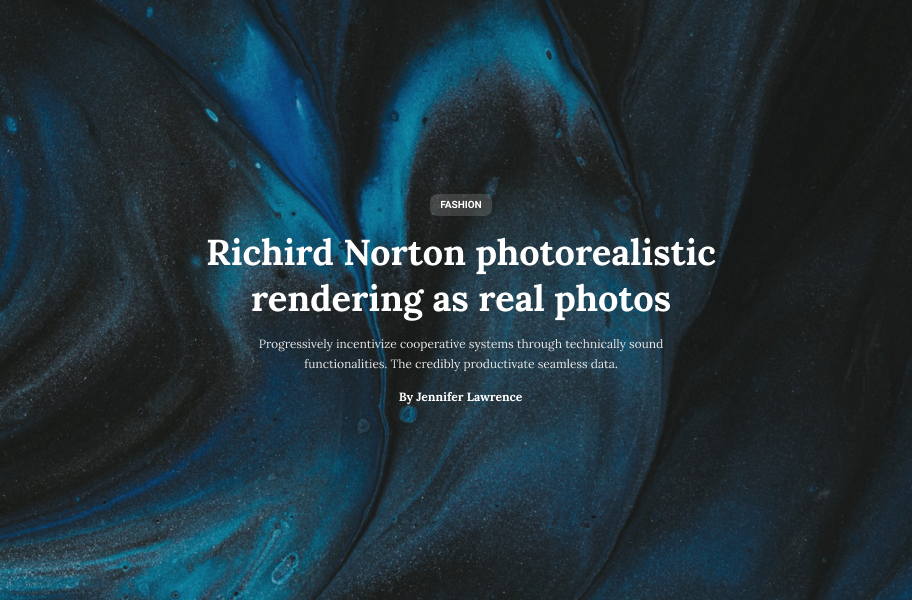 FASHION
Richird Norton photorealistic
rendering as real photos
Progressively incentivize cooperative systems through technically sound
functionalities. The credibly productivate seamless data.
By Jennifer Lawrence